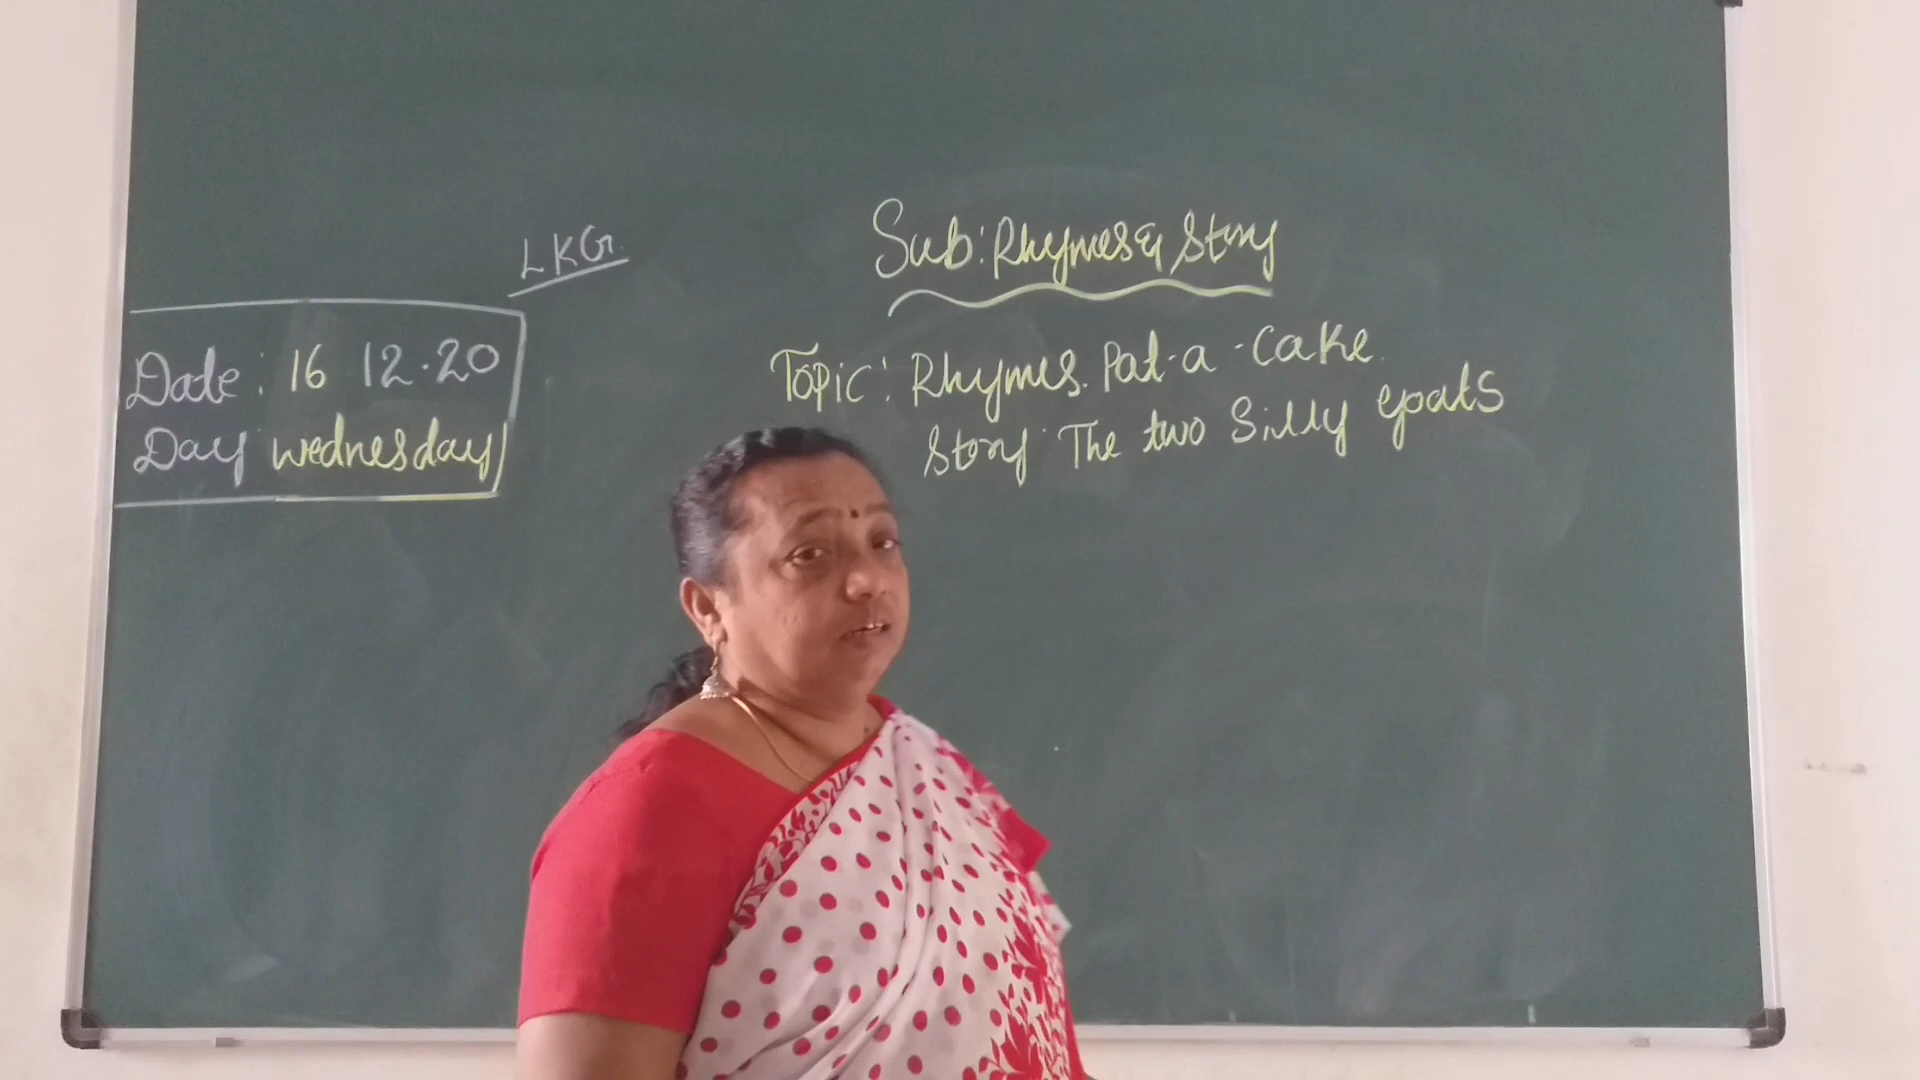 LKG.
Sub: Rhymes & Story
Date: 16 12.20
Day wednesday
Topic: Rhymes. Pat-a-Cake.
Story The two Silly goats